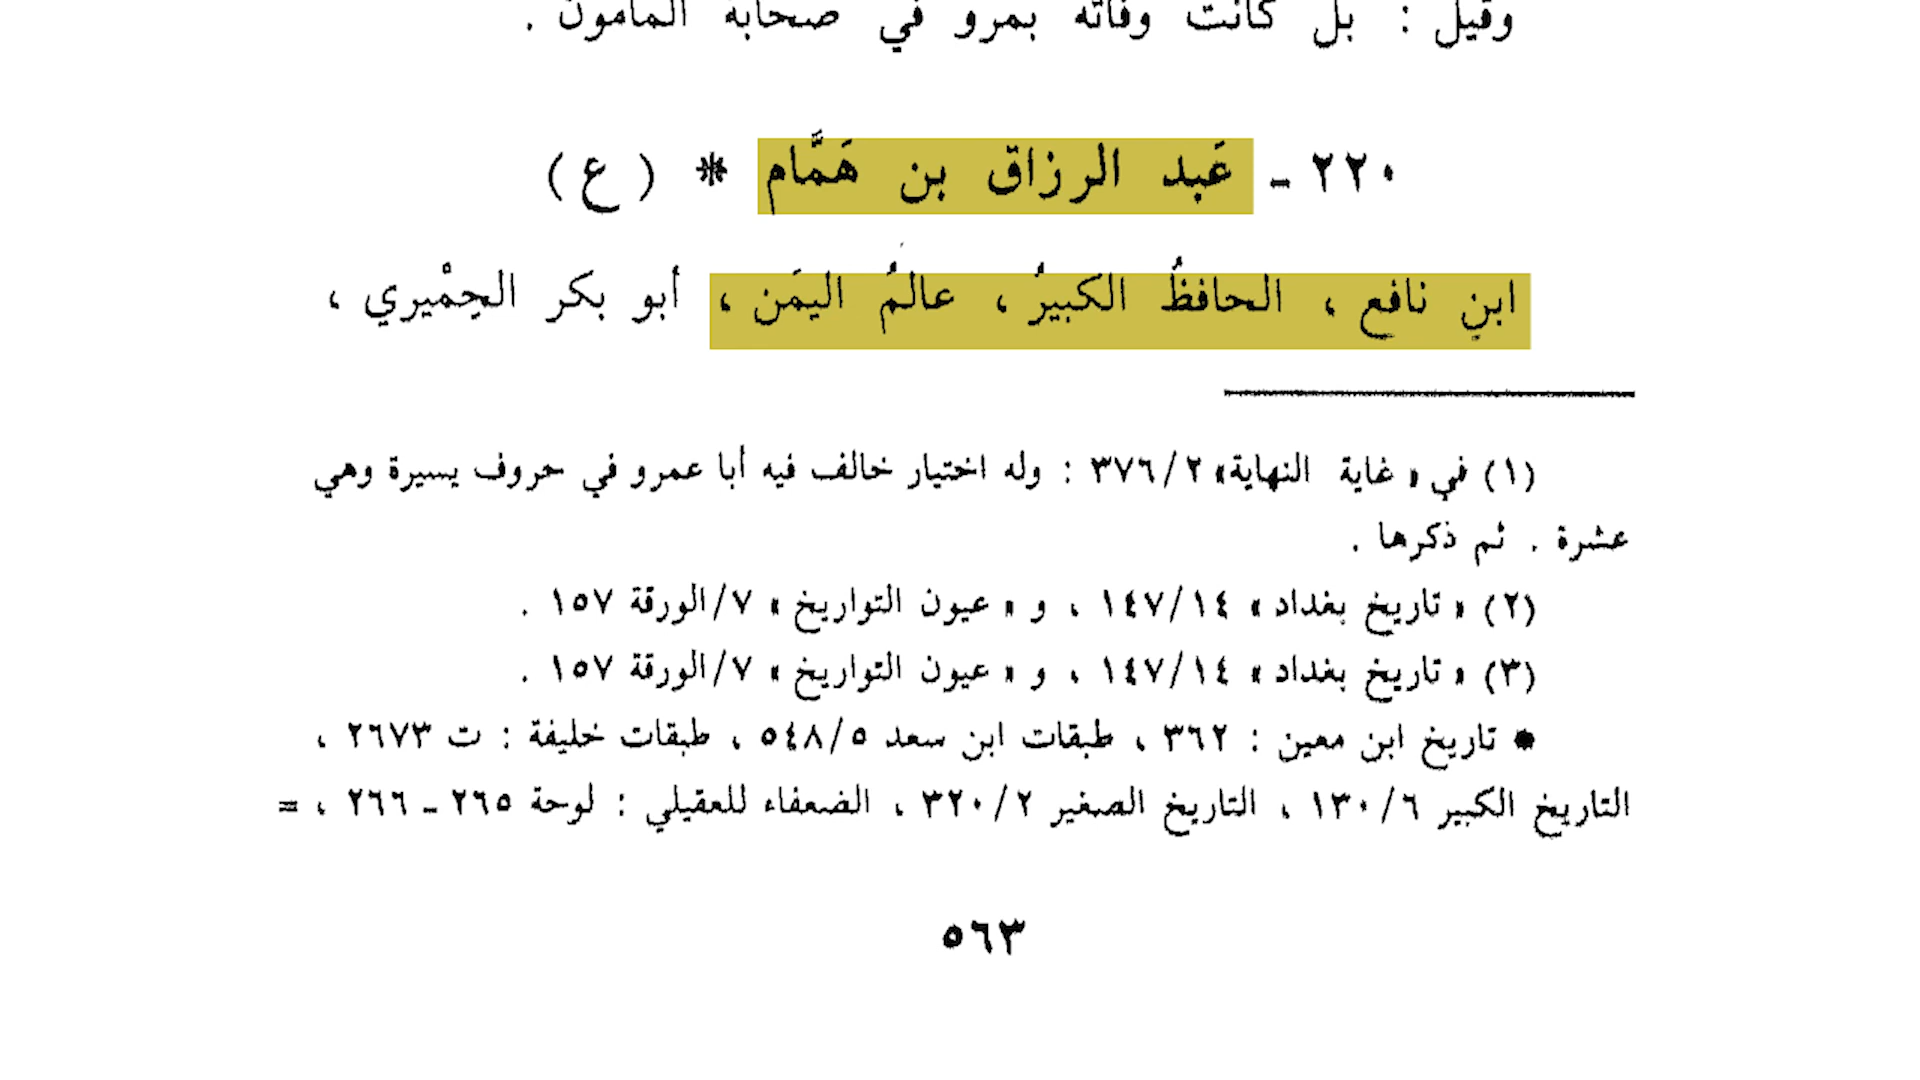 وقيل : بل كانت وفاته بمرو في صحابة المأمون .
٢٢٠ ـ عَبد الرزاق بن هَمَّام * ( ع )
ابنِ نافع ، الحافظُ الكبيرُ ، عالمُ اليمَن ، أبو بكر الحِمْيري ،
(١) في « غاية النهاية» ٣٧٦/٢ : وله اختيار خالف فيه أبا عمرو في حروف يسيرة وهي
عشرة . ثم ذكرها .
(٢) « تاريخ بغداد » ١٤٧/١٤ ، و « عيون التواريخ » ٧/الورقة ١٥٧ .
(٣) « تاريخ بغداد » ١٤٧/١٤ ، و « عيون التواريخ » ٧/الورقة ١٥٧ .
* تاريخ ابن معين : ٣٦٢ ، طبقات ابن سعد ٥٤٨/٥ ، طبقات خليفة : ت ٢٦٧٣ ،
التاريخ الكبير ١٣٠/٦ ، التاريخ الصغير ٣٢٠/٢ ، الضعفاء للعقيلي : لوحة ٢٦٥ ـ ٢٦٦ ، =
٥٦٣